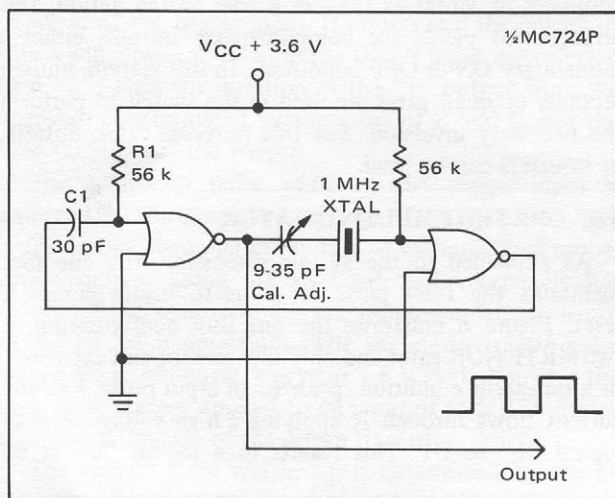 ½MC724P
VCC + 3.6 V
R1
56 k
56 k
C1
30 pF
1 MHz
XTAL
9-35 pF
Cal. Adj.
Output